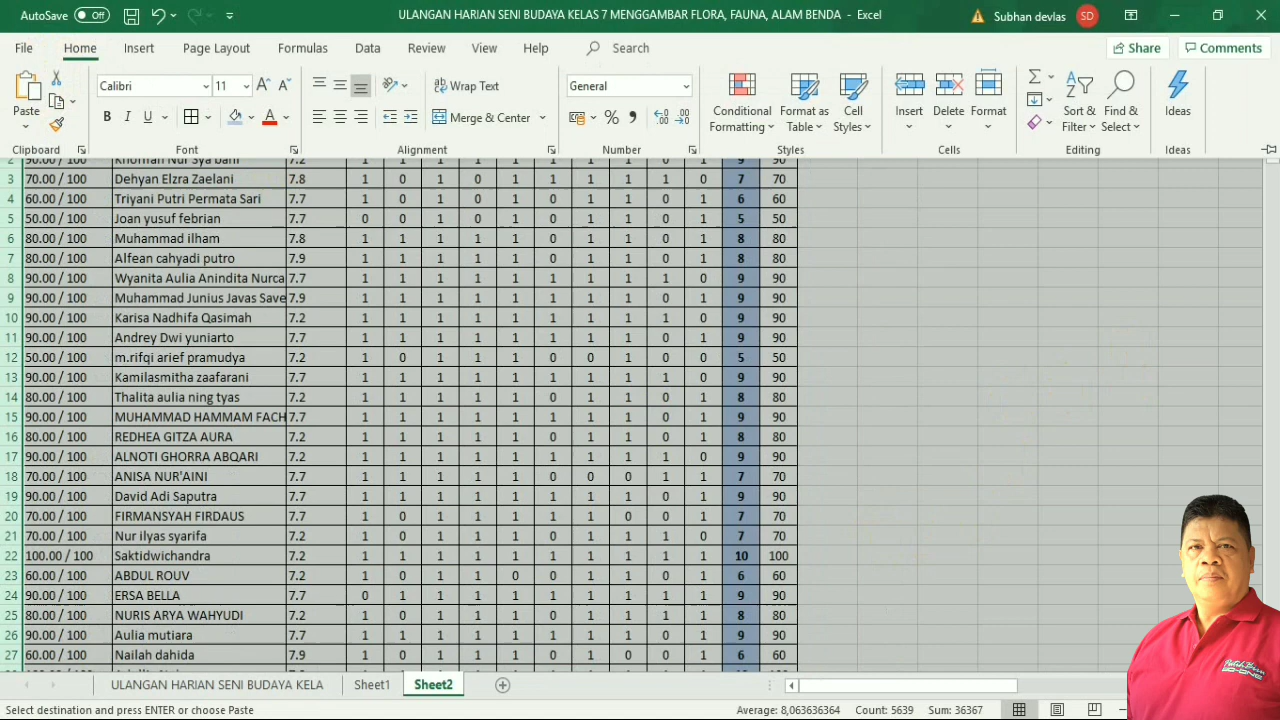 AutoSave Off ULANGAN HARIAN SENI BUDAYA KELAS 7 MENGGAMBAR FLORA, FAUNA, ALAM BENDA - Excel Subhan devlas SD
File Home Insert Page Layout Formulas Data Review View Help Search Share Comments
Calibri 11 Wrap Text General
Paste B I U Merge & Center % Conditional Formatting Format as Table Cell Styles Insert Delete Format Sort & Filter Find & Select Ideas
Clipboard Font Alignment Number Styles Cells Editing Ideas
2 90.00 / 100 Khoirian Nur Sya'bani 7.2 1 1 1 1 1 1 1 1 0 1 9 90
3 70.00 / 100 Dehyan Elzra Zaelani 7.8 1 0 1 0 1 1 1 1 1 0 7 70
4 60.00 / 100 Triyani Putri Permata Sari 7.7 1 0 1 0 1 0 1 1 0 1 6 60
5 50.00 / 100 Joan yusuf febrian 7.7 0 0 1 0 1 0 1 1 0 1 5 50
6 80.00 / 100 Muhammad ilham 7.8 1 1 1 1 1 0 1 1 0 1 8 80
7 80.00 / 100 Alfean cahyadi putro 7.9 1 1 1 1 1 0 1 1 0 1 8 80
8 90.00 / 100 Wyanita Aulia Anindita Nurca 7.7 1 1 1 1 1 1 1 1 1 0 9 90
9 90.00 / 100 Muhammad Junius Javas Save 7.9 1 1 1 1 1 1 1 1 0 1 9 90
10 90.00 / 100 Karisa Nadhifa Qasimah 7.2 1 1 1 1 1 1 1 1 1 0 9 90
11 90.00 / 100 Andrey Dwi yuniarto 7.7 1 1 1 1 1 1 1 1 0 1 9 90
12 50.00 / 100 m.rifqi arief pramudya 7.2 1 0 1 1 1 0 0 1 0 0 5 50
13 90.00 / 100 Kamilasmitha zaafarani 7.7 1 1 1 1 1 1 1 1 1 0 9 90
14 80.00 / 100 Thalita aulia ning tyas 7.2 1 1 1 1 1 0 1 1 0 1 8 80
15 90.00 / 100 MUHAMMAD HAMMAM FACH 7.7 1 1 1 1 1 1 1 1 0 1 9 90
16 80.00 / 100 REDHEA GITZA AURA 7.2 1 1 1 1 1 0 1 1 0 1 8 80
17 90.00 / 100 ALNOTI GHORRA ABQARI 7.2 1 1 1 1 1 0 1 1 1 1 9 90
18 70.00 / 100 ANISA NUR'AINI 7.7 1 1 1 1 1 0 0 0 1 1 7 70
19 90.00 / 100 David Adi Saputra 7.7 1 1 1 1 1 1 1 1 0 1 9 90
20 70.00 / 100 FIRMANSYAH FIRDAUS 7.2 1 0 1 1 1 1 1 0 0 1 7 70
21 70.00 / 100 Nur ilyas syarifa 7.2 1 0 1 1 1 0 1 1 1 0 7 70
22 100.00 / 100 Saktidwichandra 7.2 1 1 1 1 1 1 1 1 1 1 10 100
23 60.00 / 100 ABDUL ROUV 7.2 1 0 1 1 0 0 1 1 0 1 6 60
24 90.00 / 100 ERSA BELLA 7.7 0 1 1 1 1 1 1 1 1 1 9 90
25 80.00 / 100 NURIS ARYA WAHYUDI 7.2 1 0 1 1 1 0 1 1 1 1 8 80
26 90.00 / 100 Aulia mutiara 7.7 1 1 1 1 1 1 1 1 0 1 9 90
27 60.00 / 100 Nailah dahida 7.9 1 0 1 1 1 0 1 0 0 1 6 60
ULANGAN HARIAN SENI BUDAYA KELA Sheet1 Sheet2
Select destination and press ENTER or choose Paste Average: 8,063636364 Count: 5639 Sum: 36367